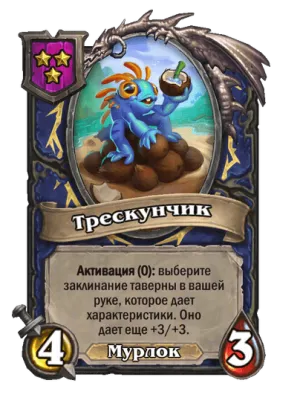 Трескунчик
Активация (0): выберите
заклинание таверны в вашей
руке, которое дает
характеристики. Оно
дает еще +3/+3.
4
Мурлок
3